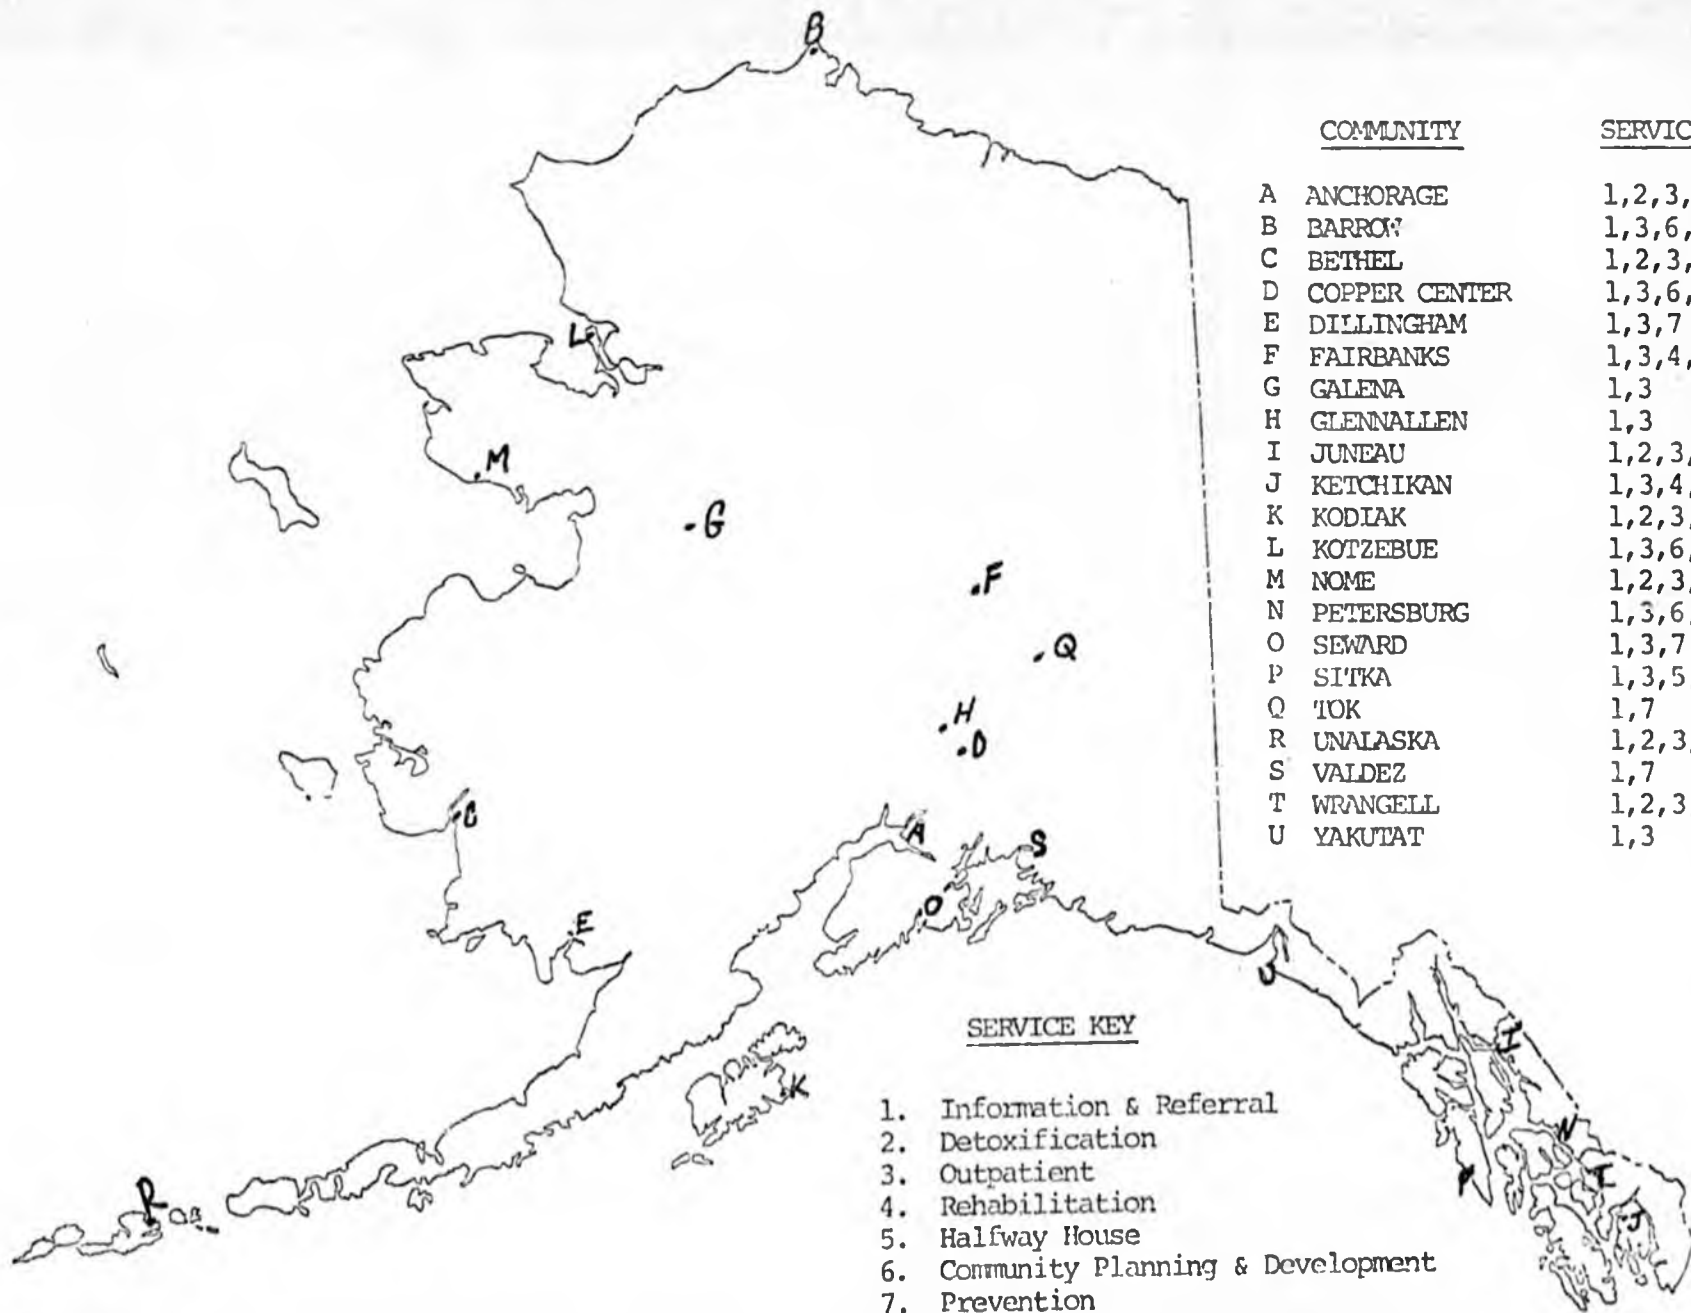 B
COMMUNITY SERVIC
A ANCHORAGE 1,2,3,
B BARROW 1,3,6,
C BETHEL 1,2,3,
D COPPER CENTER 1,3,6,
E DILLINGHAM 1,3,7
F FAIRBANKS 1,3,4,
G GALENA 1,3
H GLENNALLEN 1,3
I JUNEAU 1,2,3,
J KETCHIKAN 1,3,4,
K KODIAK 1,2,3,
L KOTZEBUE 1,3,6,
M NOME 1,2,3,
N PETERSBURG 1,3,6,
O SEWARD 1,3,7
P SITKA 1,3,5
Q TOK 1,7
R UNALASKA 1,2,3,
S VALDEZ 1,7
T WRANGELL 1,2,3
U YAKUTAT 1,3
L
M
G
F
Q
H
D
C
A
S
O
E
U
K
I
N
P
T
J
R
SERVICE KEY
1. Information & Referral
2. Detoxification
3. Outpatient
4. Rehabilitation
5. Halfway House
6. Community Planning & Development
7. Prevention